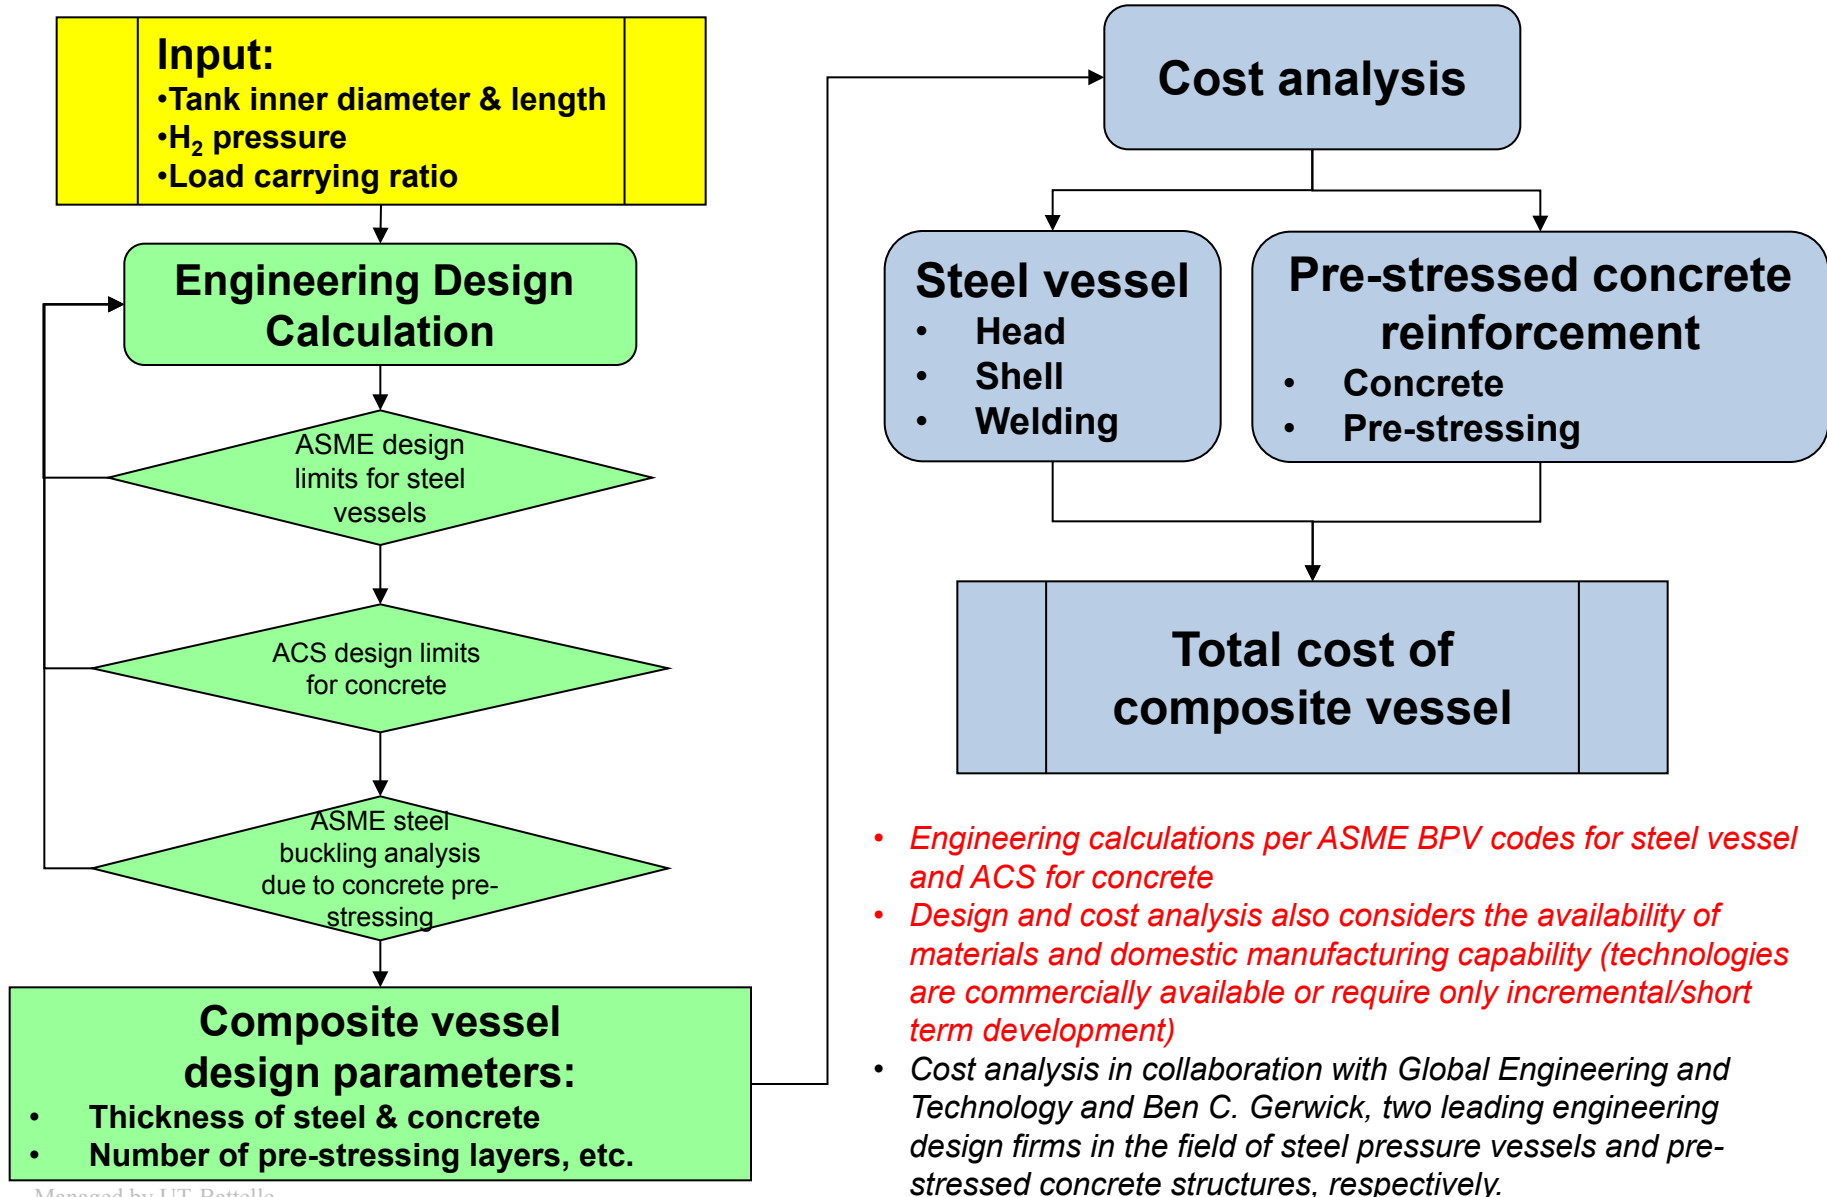 Input:
•Tank inner diameter & length
•H₂ pressure
•Load carrying ratio
Engineering Design
Calculation
ASME design
limits for steel
vessels
ACS design limits
for concrete
ASME steel
buckling analysis
due to concrete pre-
stressing
Composite vessel
design parameters:
• Thickness of steel & concrete
• Number of pre-stressing layers, etc.
Managed by UT-Battelle
Cost analysis
Steel vessel
• Head
• Shell
• Welding
Pre-stressed concrete
reinforcement
• Concrete
• Pre-stressing
Total cost of
composite vessel
• Engineering calculations per ASME BPV codes for steel vessel
and ACS for concrete
• Design and cost analysis also considers the availability of
materials and domestic manufacturing capability (technologies
are commercially available or require only incremental/short
term development)
• Cost analysis in collaboration with Global Engineering and
Technology and Ben C. Gerwick, two leading engineering
design firms in the field of steel pressure vessels and pre-
stressed concrete structures, respectively.